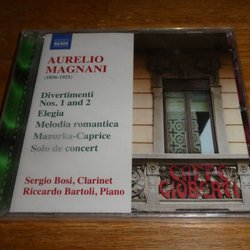 NAXOS
AURELIO
MAGNANI
(1856-1921)
Divertimenti
Nos. 1 and 2
Elegia
Melodia romantica
Mazurka-Caprice
Solo de concert
Sergio Bosi, Clarinet
Riccardo Bartoli, Piano